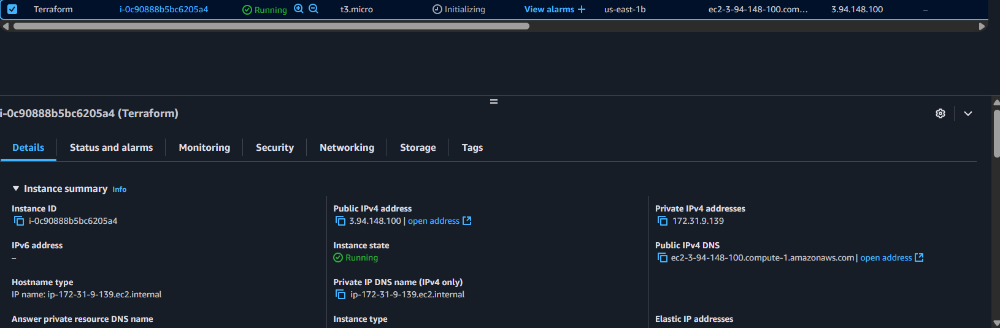 Terraform i-0c90888b5bc6205a4 Running t3.micro Initializing View alarms + us-east-1b ec2-3-94-148-100.com... 3.94.148.100 –
i-0c90888b5bc6205a4 (Terraform)
Details Status and alarms Monitoring Security Networking Storage Tags
Instance summary Info
Instance ID
i-0c90888b5bc6205a4
Public IPv4 address
3.94.148.100 | open address
Private IPv4 addresses
172.31.9.139
IPv6 address
–
Instance state
Running
Public IPv4 DNS
ec2-3-94-148-100.compute-1.amazonaws.com | open address
Hostname type
IP name: ip-172-31-9-139.ec2.internal
Private IP DNS name (IPv4 only)
ip-172-31-9-139.ec2.internal
Answer private resource DNS name
Instance type
Elastic IP addresses